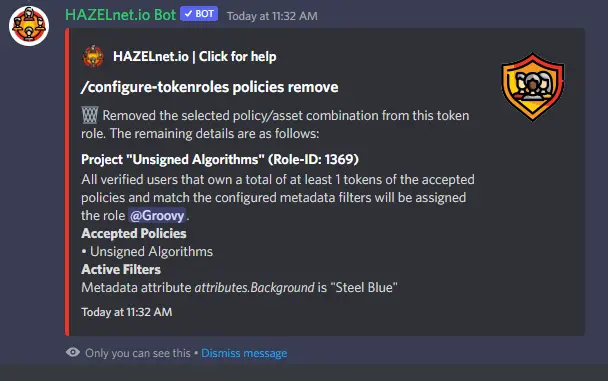 HAZELnet.io Bot ✓ BOT Today at 11:32 AM
HAZELnet.io | Click for help
/configure-tokenroles policies remove
🗑 Removed the selected policy/asset combination from this token
role. The remaining details are as follows:
Project "Unsigned Algorithms" (Role-ID: 1369)
All verified users that own a total of at least 1 tokens of the accepted
policies and match the configured metadata filters will be assigned
the role @Groovy.
Accepted Policies
• Unsigned Algorithms
Active Filters
Metadata attribute attributes.Background is "Steel Blue"
Today at 11:32 AM
Only you can see this • Dismiss message